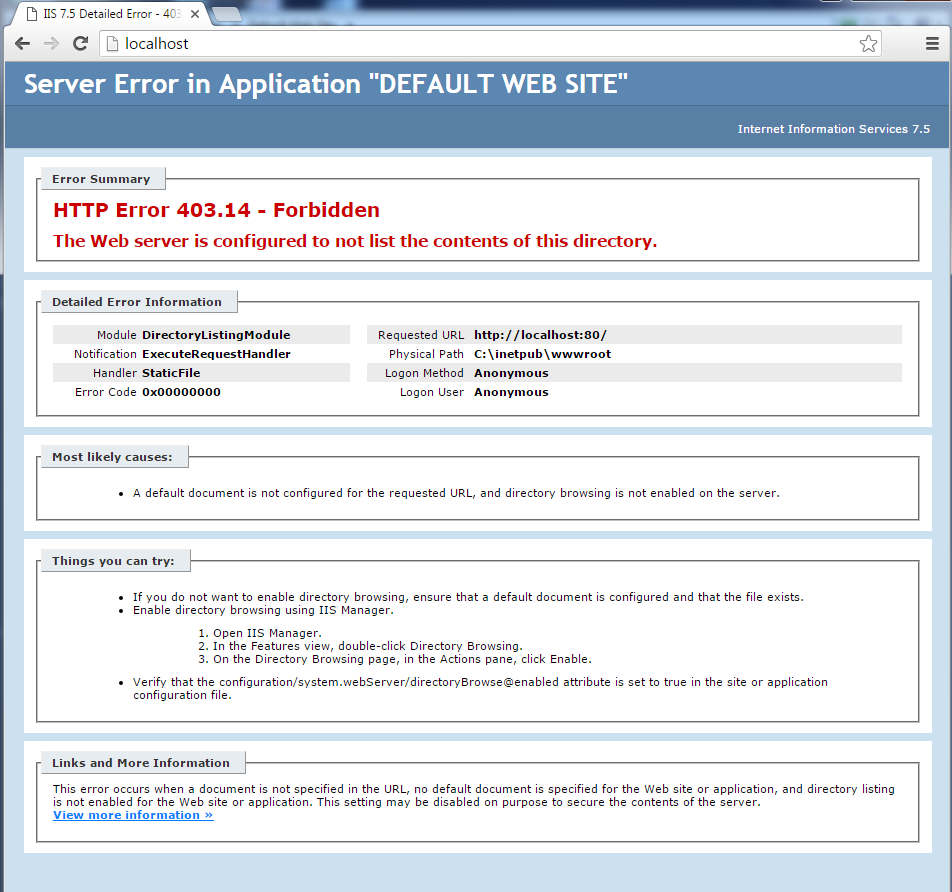 IIS 7.5 Detailed Error - 403
localhost
Server Error in Application "DEFAULT WEB SITE"
Internet Information Services 7.5
Error Summary
HTTP Error 403.14 - Forbidden
The Web server is configured to not list the contents of this directory.
Detailed Error Information
Module DirectoryListingModule
Notification ExecuteRequestHandler
Handler StaticFile
Error Code 0x00000000
Requested URL http://localhost:80/
Physical Path C:\inetpub\wwwroot
Logon Method Anonymous
Logon User Anonymous
Most likely causes:
• A default document is not configured for the requested URL, and directory browsing is not enabled on the server.
Things you can try:
• If you do not want to enable directory browsing, ensure that a default document is configured and that the file exists.
• Enable directory browsing using IIS Manager.
1. Open IIS Manager.
2. In the Features view, double-click Directory Browsing.
3. On the Directory Browsing page, in the Actions pane, click Enable.
• Verify that the configuration/system.webServer/directoryBrowse@enabled attribute is set to true in the site or application
configuration file.
Links and More Information
This error occurs when a document is not specified in the URL, no default document is specified for the Web site or application, and directory listing
is not enabled for the Web site or application. This setting may be disabled on purpose to secure the contents of the server.
View more information »